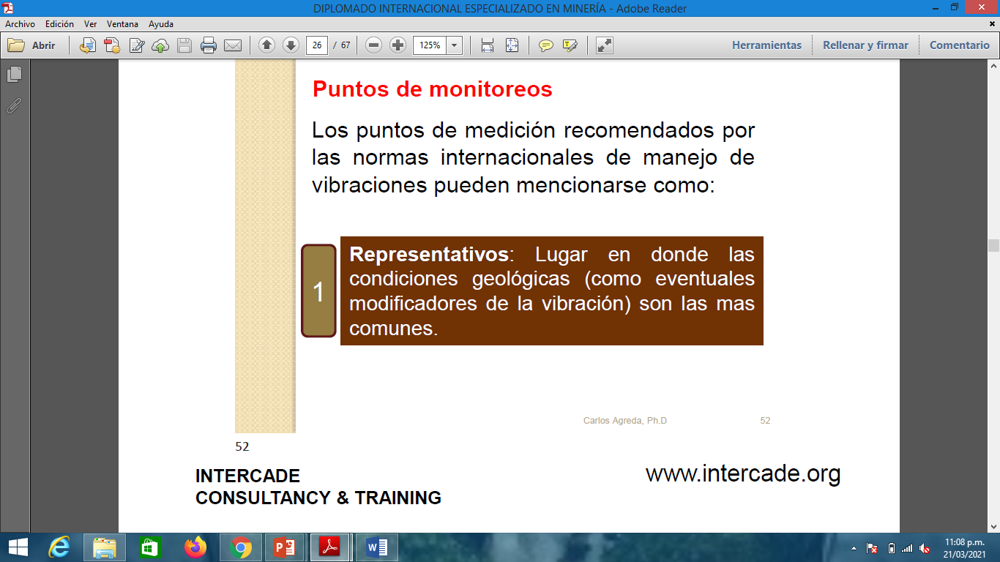 DIPLOMADO INTERNACIONAL ESPECIALIZADO EN MINERÍA - Adobe Reader
Archivo Edición Ver Ventana Ayuda
Abrir 26 / 67 125% Herramientas Rellenar y firmar Comentario
Puntos de monitoreos
Los puntos de medición recomendados por
las normas internacionales de manejo de
vibraciones pueden mencionarse como:
1
Representativos: Lugar en donde las
condiciones geológicas (como eventuales
modificadores de la vibración) son las mas
comunes.
Carlos Agreda, Ph.D 52
52
INTERCADE
CONSULTANCY & TRAINING
www.intercade.org
11:08 p.m.
21/03/2021